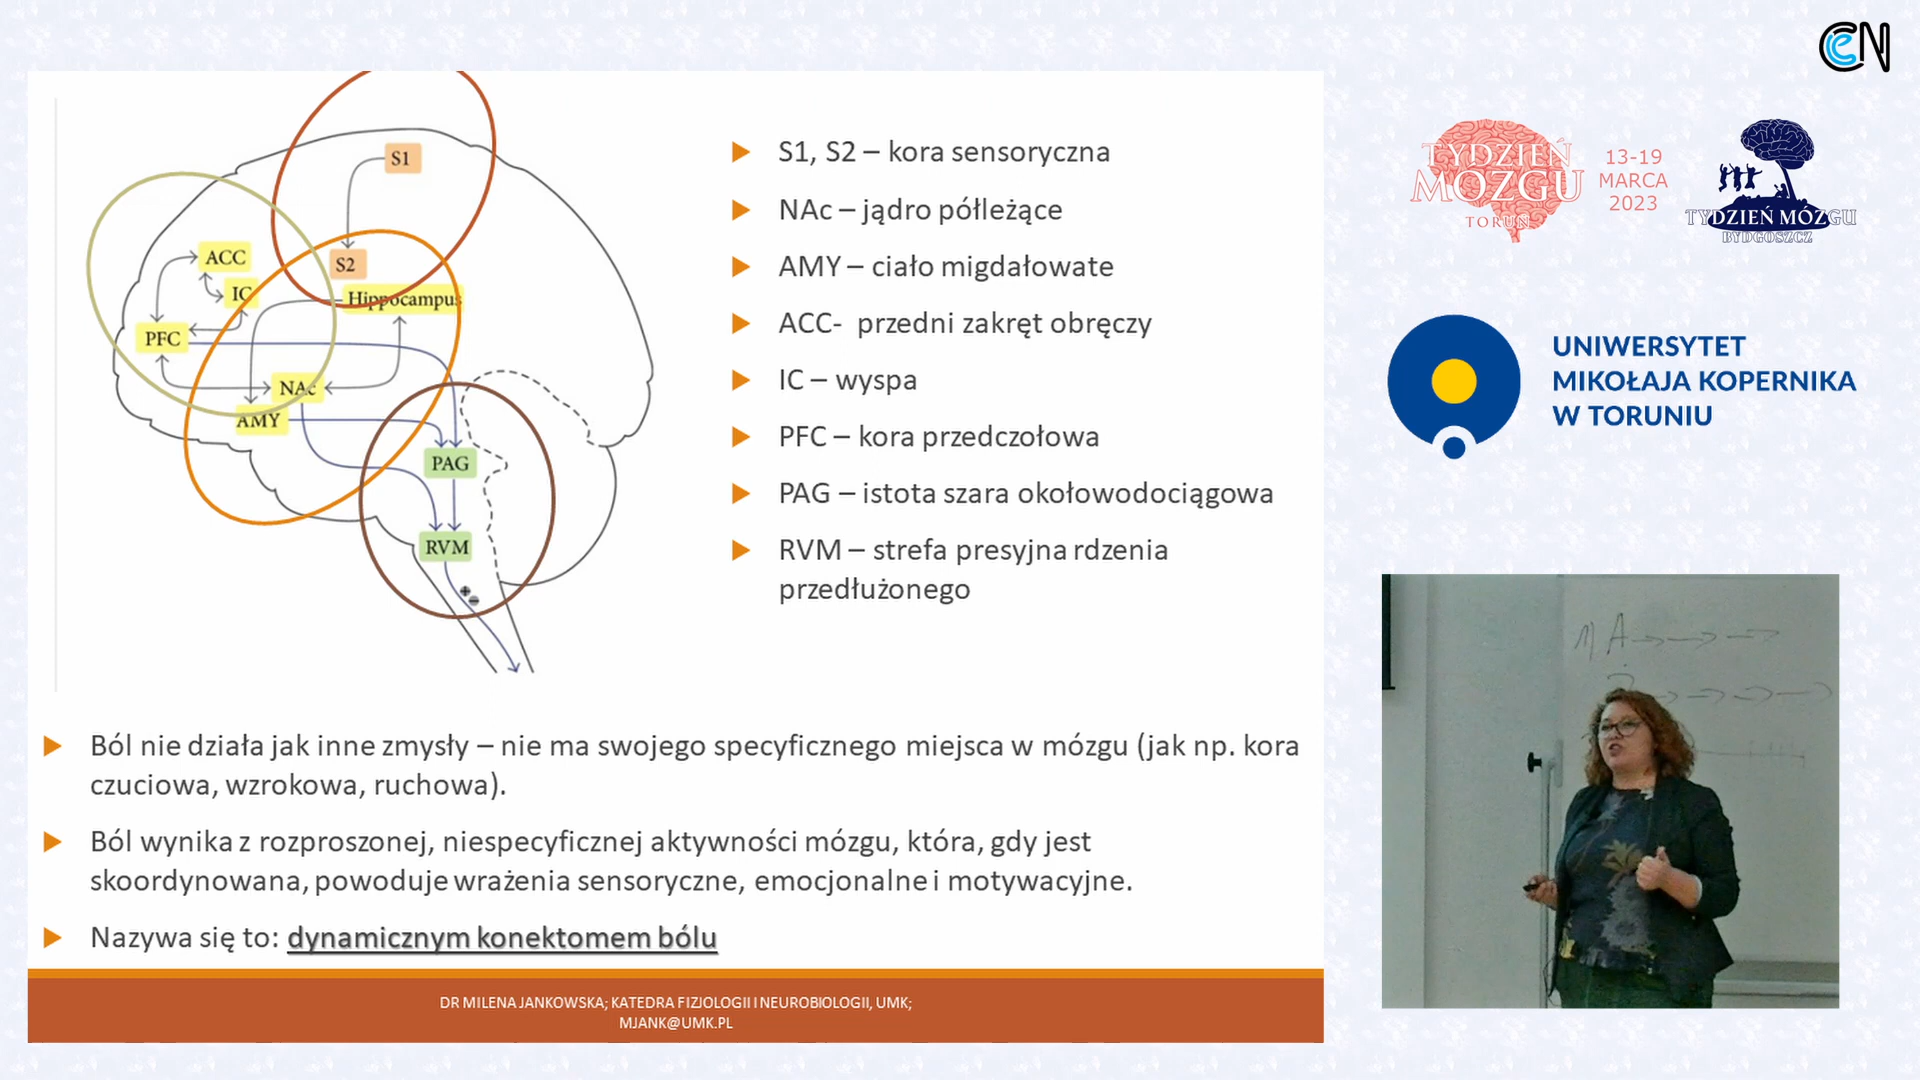 S1
S2
ACC
IC
Hippocampus
PFC
NAc
AMY
PAG
RVM
S1, S2 – kora sensoryczna
NAc – jądro półleżące
AMY – ciało migdałowate
ACC- przedni zakręt obręczy
IC – wyspa
PFC – kora przedczołowa
PAG – istota szara okołowodociągowa
RVM – strefa presyjna rdzenia
przedłużonego
Ból nie działa jak inne zmysły – nie ma swojego specyficznego miejsca w mózgu (jak np. kora
czuciowa, wzrokowa, ruchowa).
Ból wynika z rozproszonej, niespecyficznej aktywności mózgu, która, gdy jest
skoordynowana, powoduje wrażenia sensoryczne, emocjonalne i motywacyjne.
Nazywa się to: dynamicznym konektomem bólu
DR MILENA JANKOWSKA; KATEDRA FIZJOLOGII I NEUROBIOLOGII, UMK;
MJANK@UMK.PL
CeN
TYDZIEŃ
MÓZGU
TORUŃ
13-19
MARCA
2023
TYDZIEŃ MÓZGU
BYDGOSZCZ
UNIWERSYTET
MIKOŁAJA KOPERNIKA
W TORUNIU